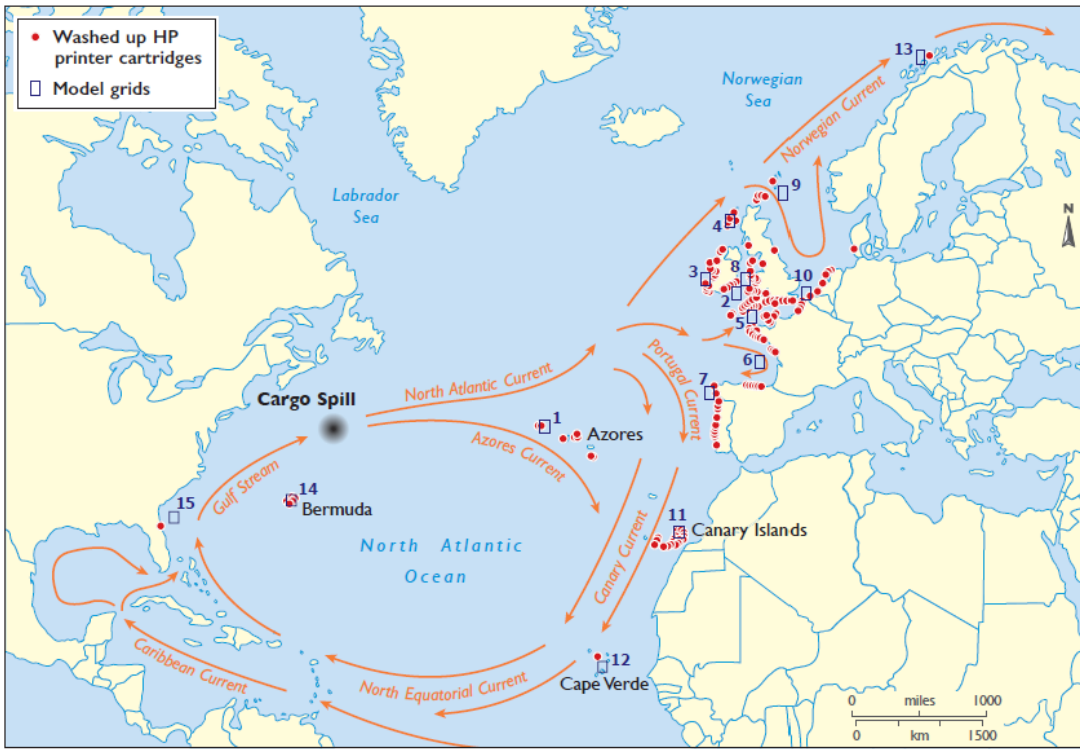 Washed up HP
printer cartridges
Model grids
13
Norwegian
Sea
Norwegian Current
Labrador
Sea
9
N
4
3
8
10
2
5
6
7
Portugal Current
North Atlantic Current
Cargo Spill
1
Azores
Azores Current
Gulf Stream
14
Bermuda
15
11
Canary Islands
North Atlantic
Ocean
Canary Current
12
Cape Verde
Caribbean Current
North Equatorial Current
0 miles 1000
0 km 1500